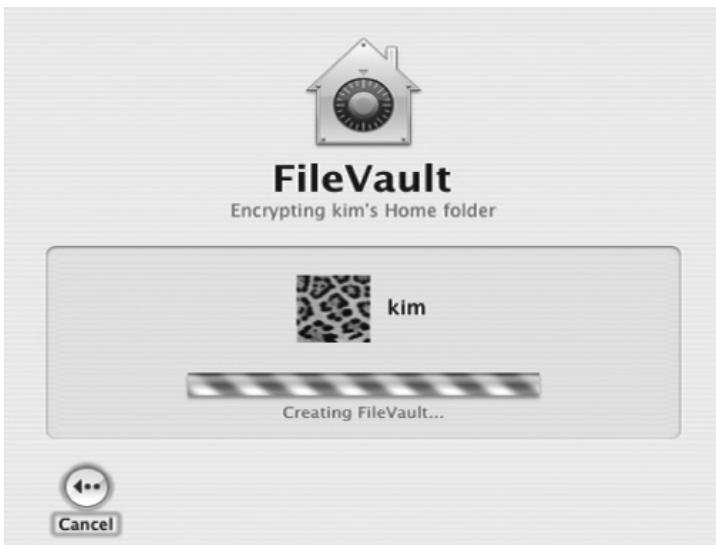 FileVault
Encrypting kim's Home folder
kim
Creating FileVault...
Cancel